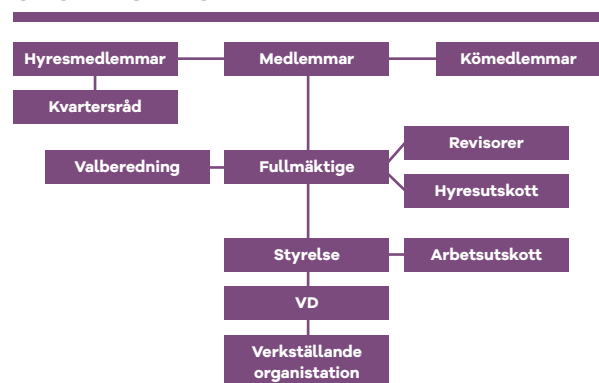 Hyresmedlemmar
Medlemmar
Kömedlemmar
Kvartersråd
Revisorer
Valberedning
Fullmäktige
Hyresutskott
Styrelse
Arbetsutskott
VD
Verkställande
organistation